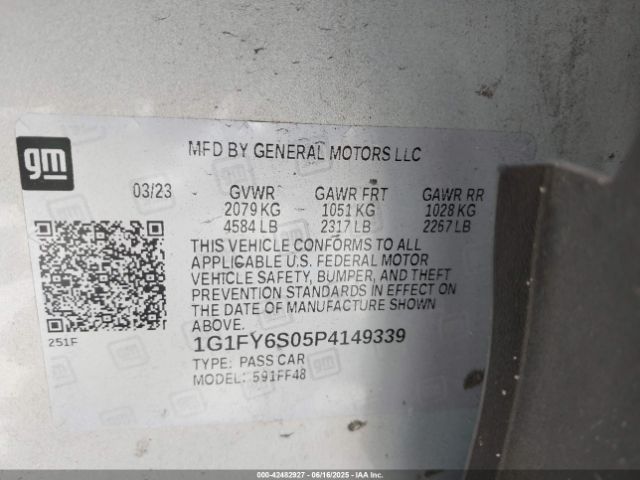 gm
MFD BY GENERAL MOTORS LLC
03/23 GVWR GAWR FRT GAWR RR
2079 KG 1051 KG 1028 KG
4584 LB 2317 LB 2267 LB
THIS VEHICLE CONFORMS TO ALL
APPLICABLE U.S. FEDERAL MOTOR
VEHICLE SAFETY, BUMPER, AND THEFT
PREVENTION STANDARDS IN EFFECT ON
THE DATE OF MANUFACTURE SHOWN
ABOVE.
251F
1G1FY6S05P4149339
TYPE: PASS CAR
MODEL: 591FF48
000-42482927 - 06/16/2025 - IAAI.COM